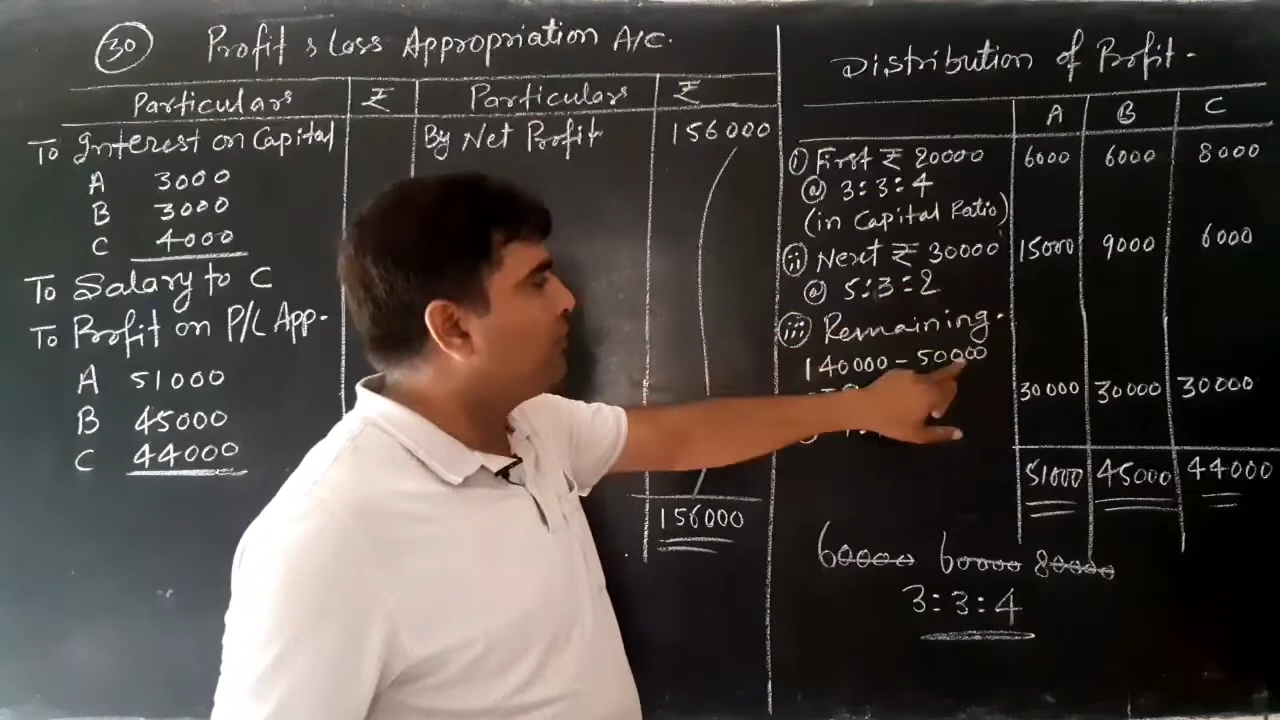 30 Profit & Loss Appropriation A/C.
Particulars ₹ Particulars ₹
To Interest on Capital By Net Profit 156000
A 3000
B 3000
C 4000
To Salary to C
To Profit on P/L App.
A 51000
B 45000
C 44000
156000
Distribution of Profit.
A B C
(i) First ₹ 20000 6000 6000 8000
@ 3:3:4
(in Capital Ratio)
(ii) Next ₹ 30000 15000 9000 6000
@ 5:3:2
(iii) Remaining.
140000 - 50000
30000 30000 30000
51000 45000 44000
60000 60000 80000
3:3:4